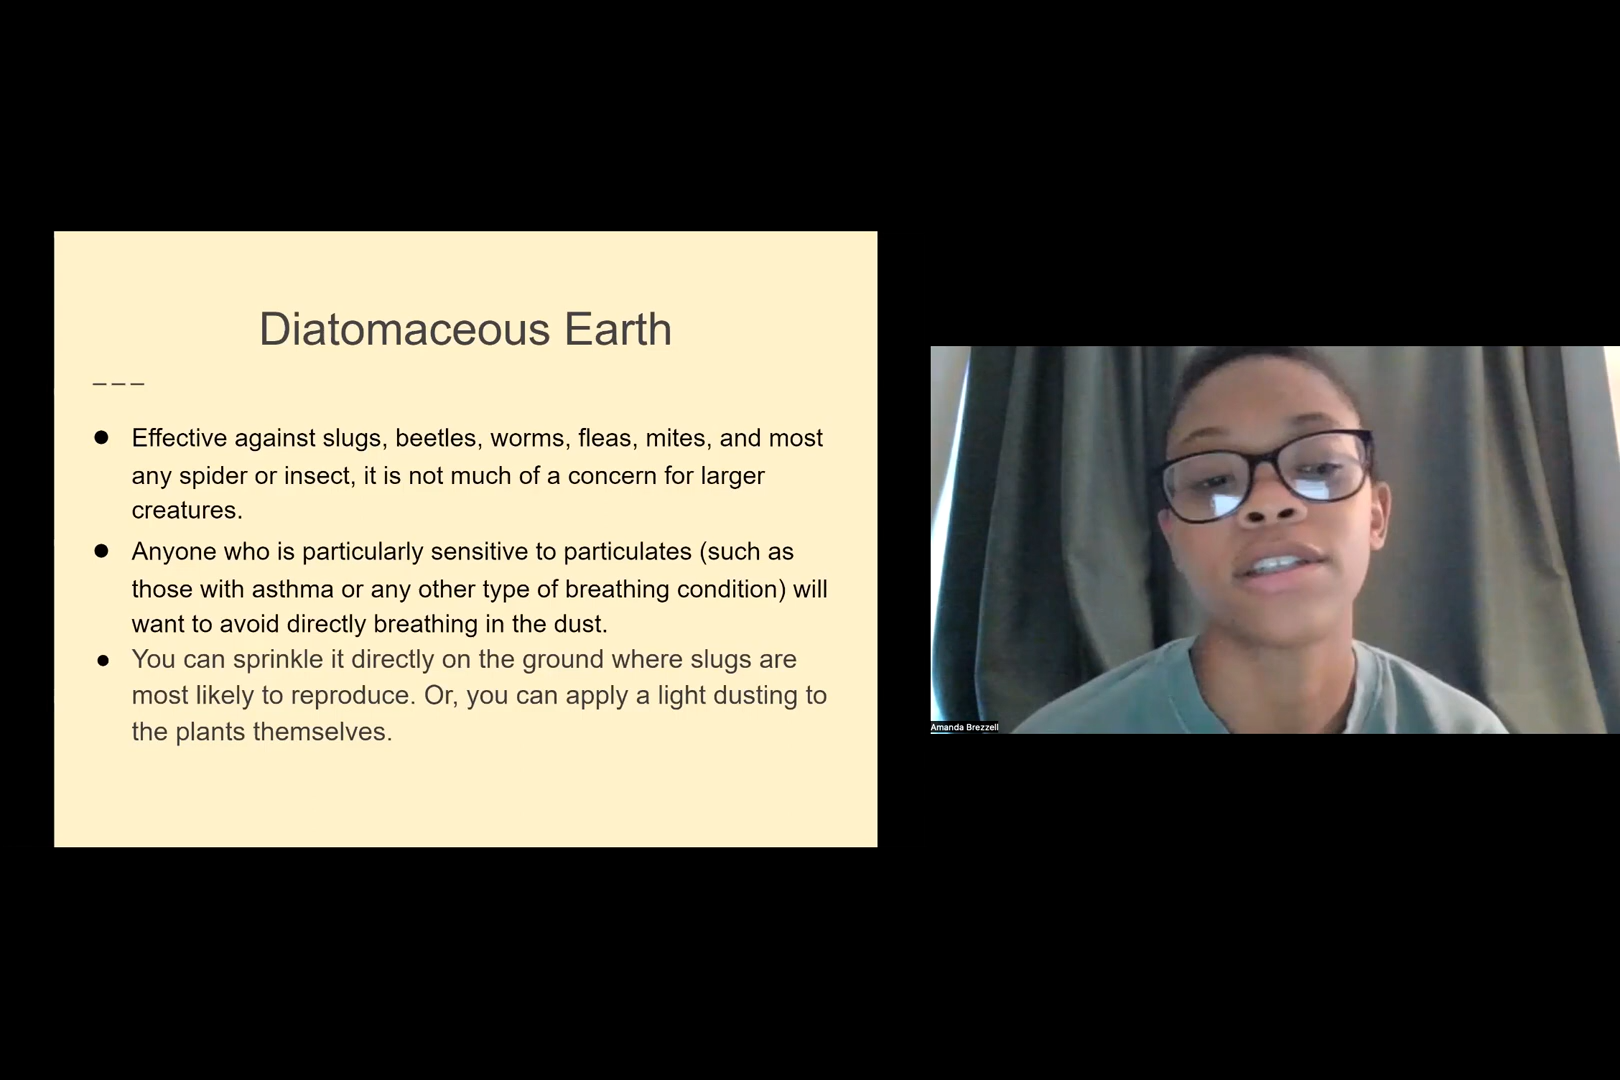 Diatomaceous Earth
___
● Effective against slugs, beetles, worms, fleas, mites, and most
any spider or insect, it is not much of a concern for larger
creatures.
● Anyone who is particularly sensitive to particulates (such as
those with asthma or any other type of breathing condition) will
want to avoid directly breathing in the dust.
● You can sprinkle it directly on the ground where slugs are
most likely to reproduce. Or, you can apply a light dusting to
the plants themselves.
Amanda Brezzell